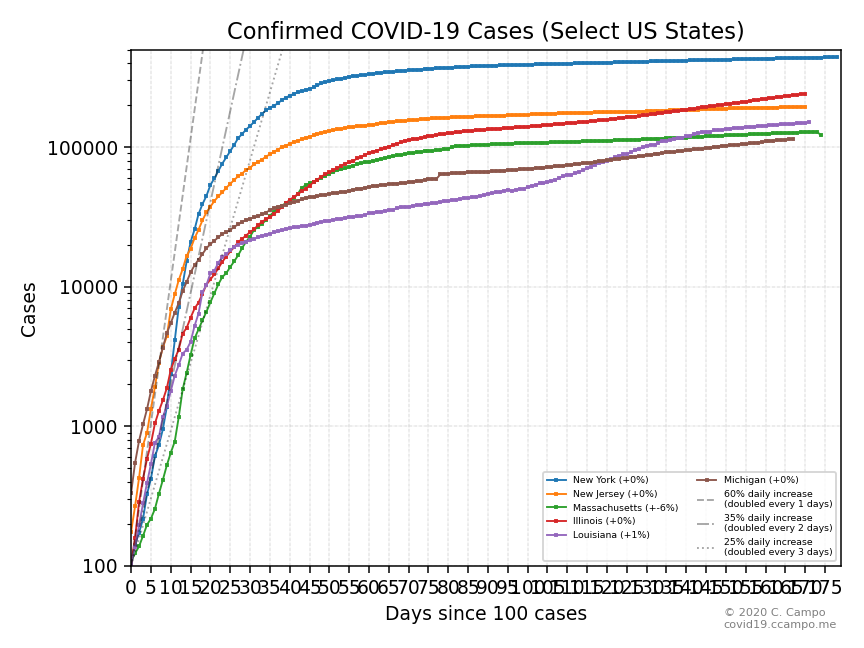 Confirmed COVID-19 Cases (Select US States)
Cases
100000
10000
1000
100
New York (+0%)
New Jersey (+0%)
Massachusetts (+-6%)
Illinois (+0%)
Louisiana (+1%)
Michigan (+0%)
60% daily increase
(doubled every 1 days)
35% daily increase
(doubled every 2 days)
25% daily increase
(doubled every 3 days)
0 5 10 15 20 25 30 35 40 45 50 55 60 65 70 75 80 85 90 95 100 105 110 115 120 125 130 135 140 145 150 155 160 165 170 175
Days since 100 cases
© 2020 C. Campo
covid19.ccampo.me